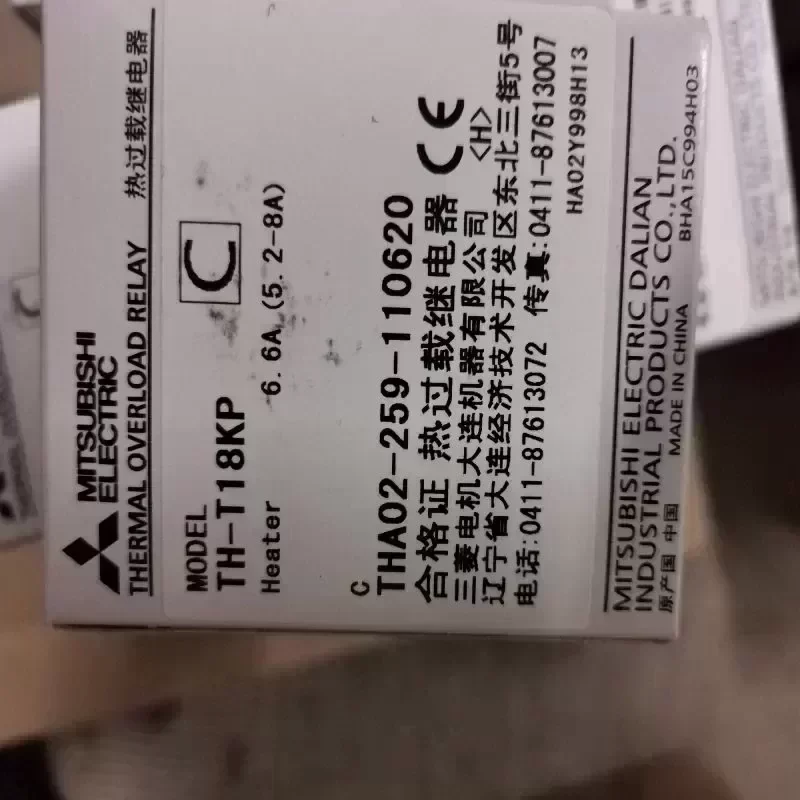 MITSUBISHI
ELECTRIC
THERMAL OVERLOAD RELAY 热过载继电器
MODEL
TH-T18KP C
Heater 6.6A,(5.2-8A)
C
THA02-259-110620
合格证 热过载继电器 CE
三菱电机大连机器有限公司 <H>
辽宁省大连经济技术开发区东北三街5号
电话:0411-87613072 传真:0411-87613007
HA02Y998H13
MITSUBISHI ELECTRIC DALIAN
INDUSTRIAL PRODUCTS CO.,LTD.
原产国 中国 MADE IN CHINA BHA15C994H03